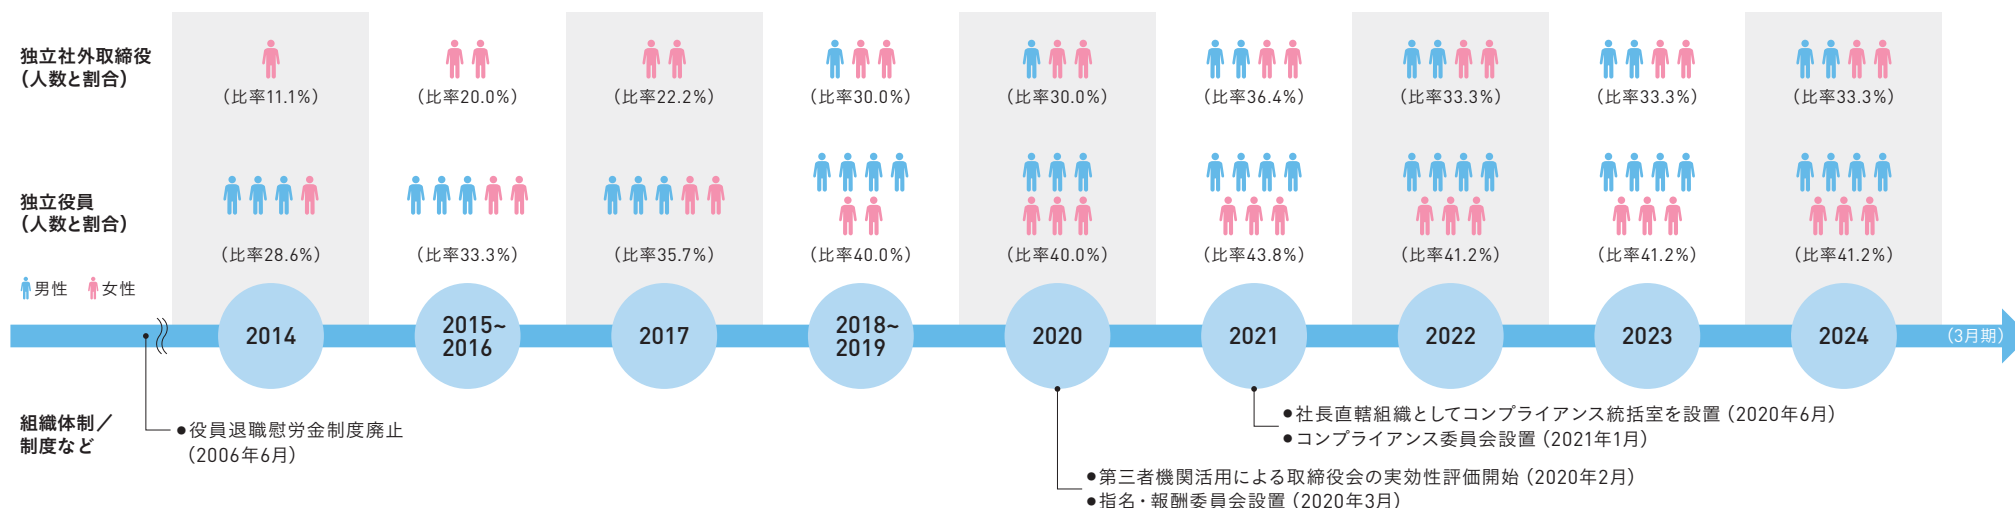 独立社外取締役
（人数と割合）
（比率11.1%）
（比率20.0%）
（比率22.2%）
（比率30.0%）
（比率30.0%）
（比率36.4%）
（比率33.3%）
（比率33.3%）
（比率33.3%）
独立役員
（人数と割合）
（比率28.6%）
（比率33.3%）
（比率35.7%）
（比率40.0%）
（比率40.0%）
（比率43.8%）
（比率41.2%）
（比率41.2%）
（比率41.2%）
男性 女性
2014
2015~
2016
2017
2018~
2019
2020
2021
2022
2023
2024
（3月期）
組織体制／
制度など
●役員退職慰労金制度廃止
（2006年6月）
●社長直轄組織としてコンプライアンス統括室を設置（2020年6月）
●コンプライアンス委員会設置（2021年1月）
●第三者機関活用による取締役会の実効性評価開始（2020年2月）
●指名・報酬委員会設置（2020年3月）